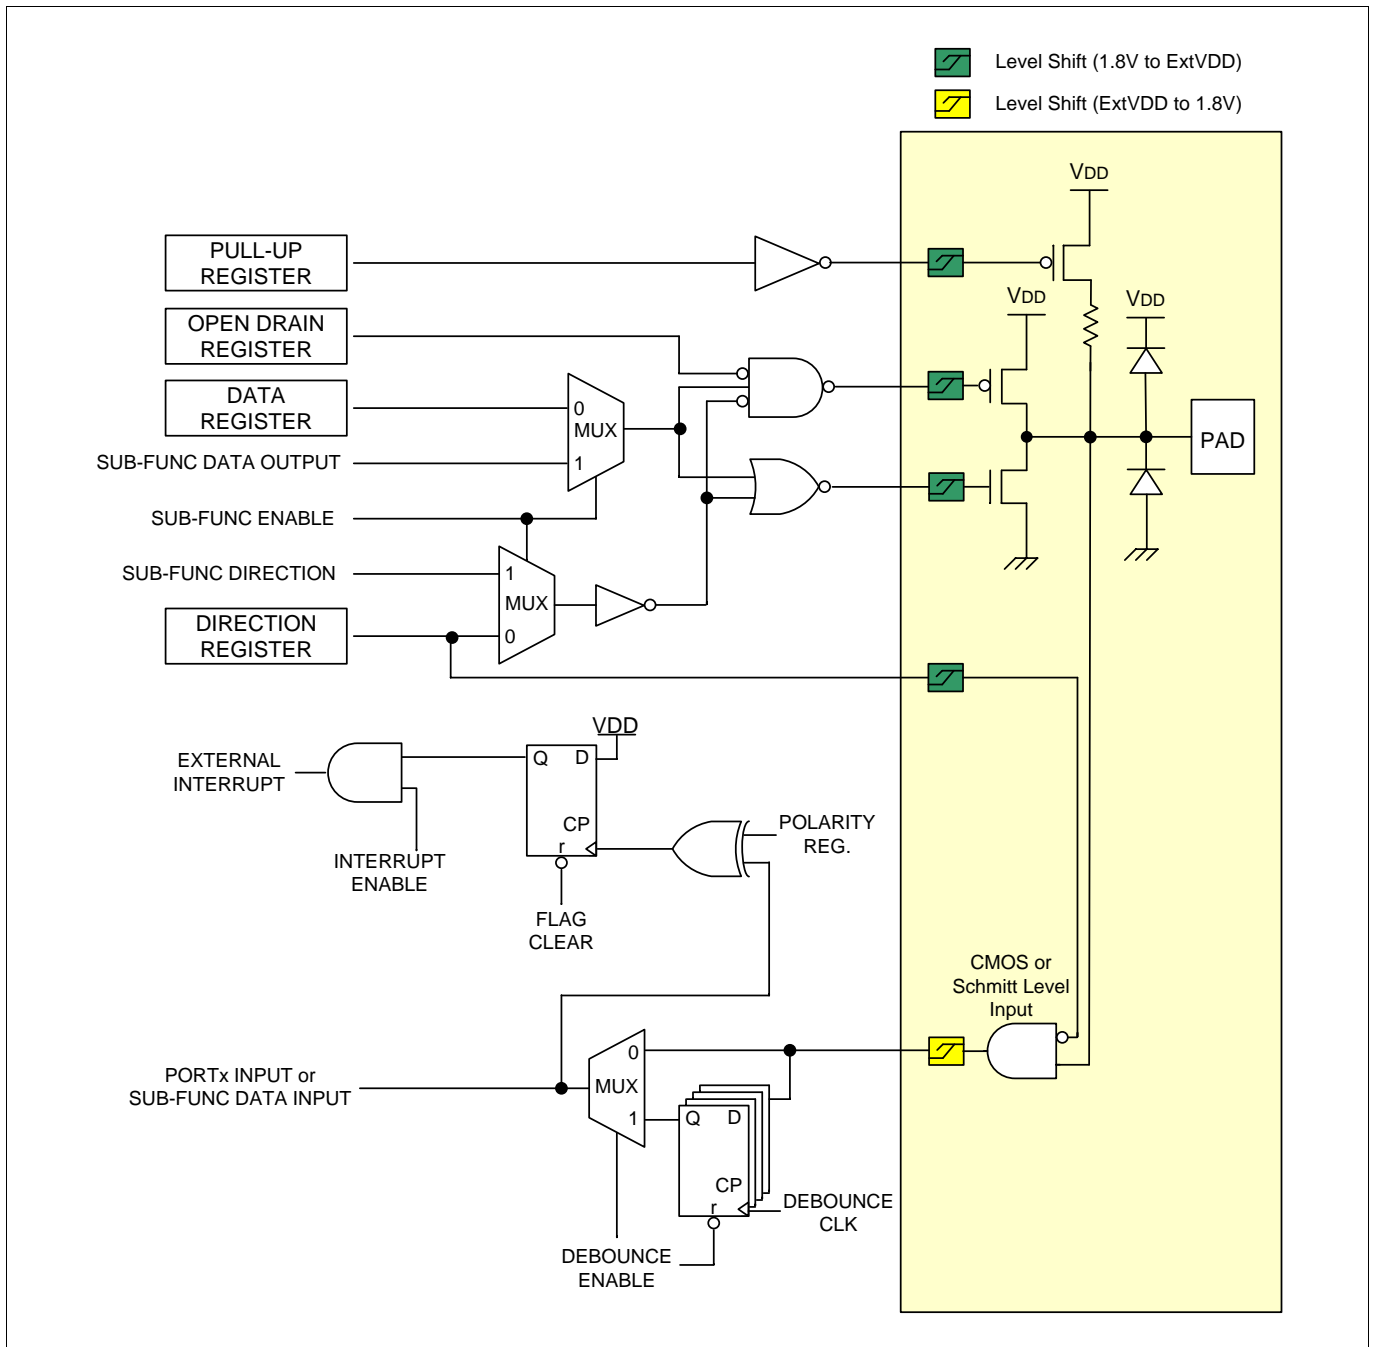 Level Shift (1.8V to ExtVDD)
Level Shift (ExtVDD to 1.8V)
VDD
PULL-UP
REGISTER
VDD
VDD
OPEN DRAIN
REGISTER
DATA
REGISTER
0
MUX
1
PAD
SUB-FUNC DATA OUTPUT
SUB-FUNC ENABLE
SUB-FUNC DIRECTION
1
MUX
0
DIRECTION
REGISTER
VDD
EXTERNAL
INTERRUPT
Q D
CP
r
POLARITY
REG.
INTERRUPT
ENABLE
FLAG
CLEAR
CMOS or
Schmitt Level
Input
0
MUX
1
PORTx INPUT or
SUB-FUNC DATA INPUT
Q D
CP
r
DEBOUNCE
CLK
DEBOUNCE
ENABLE